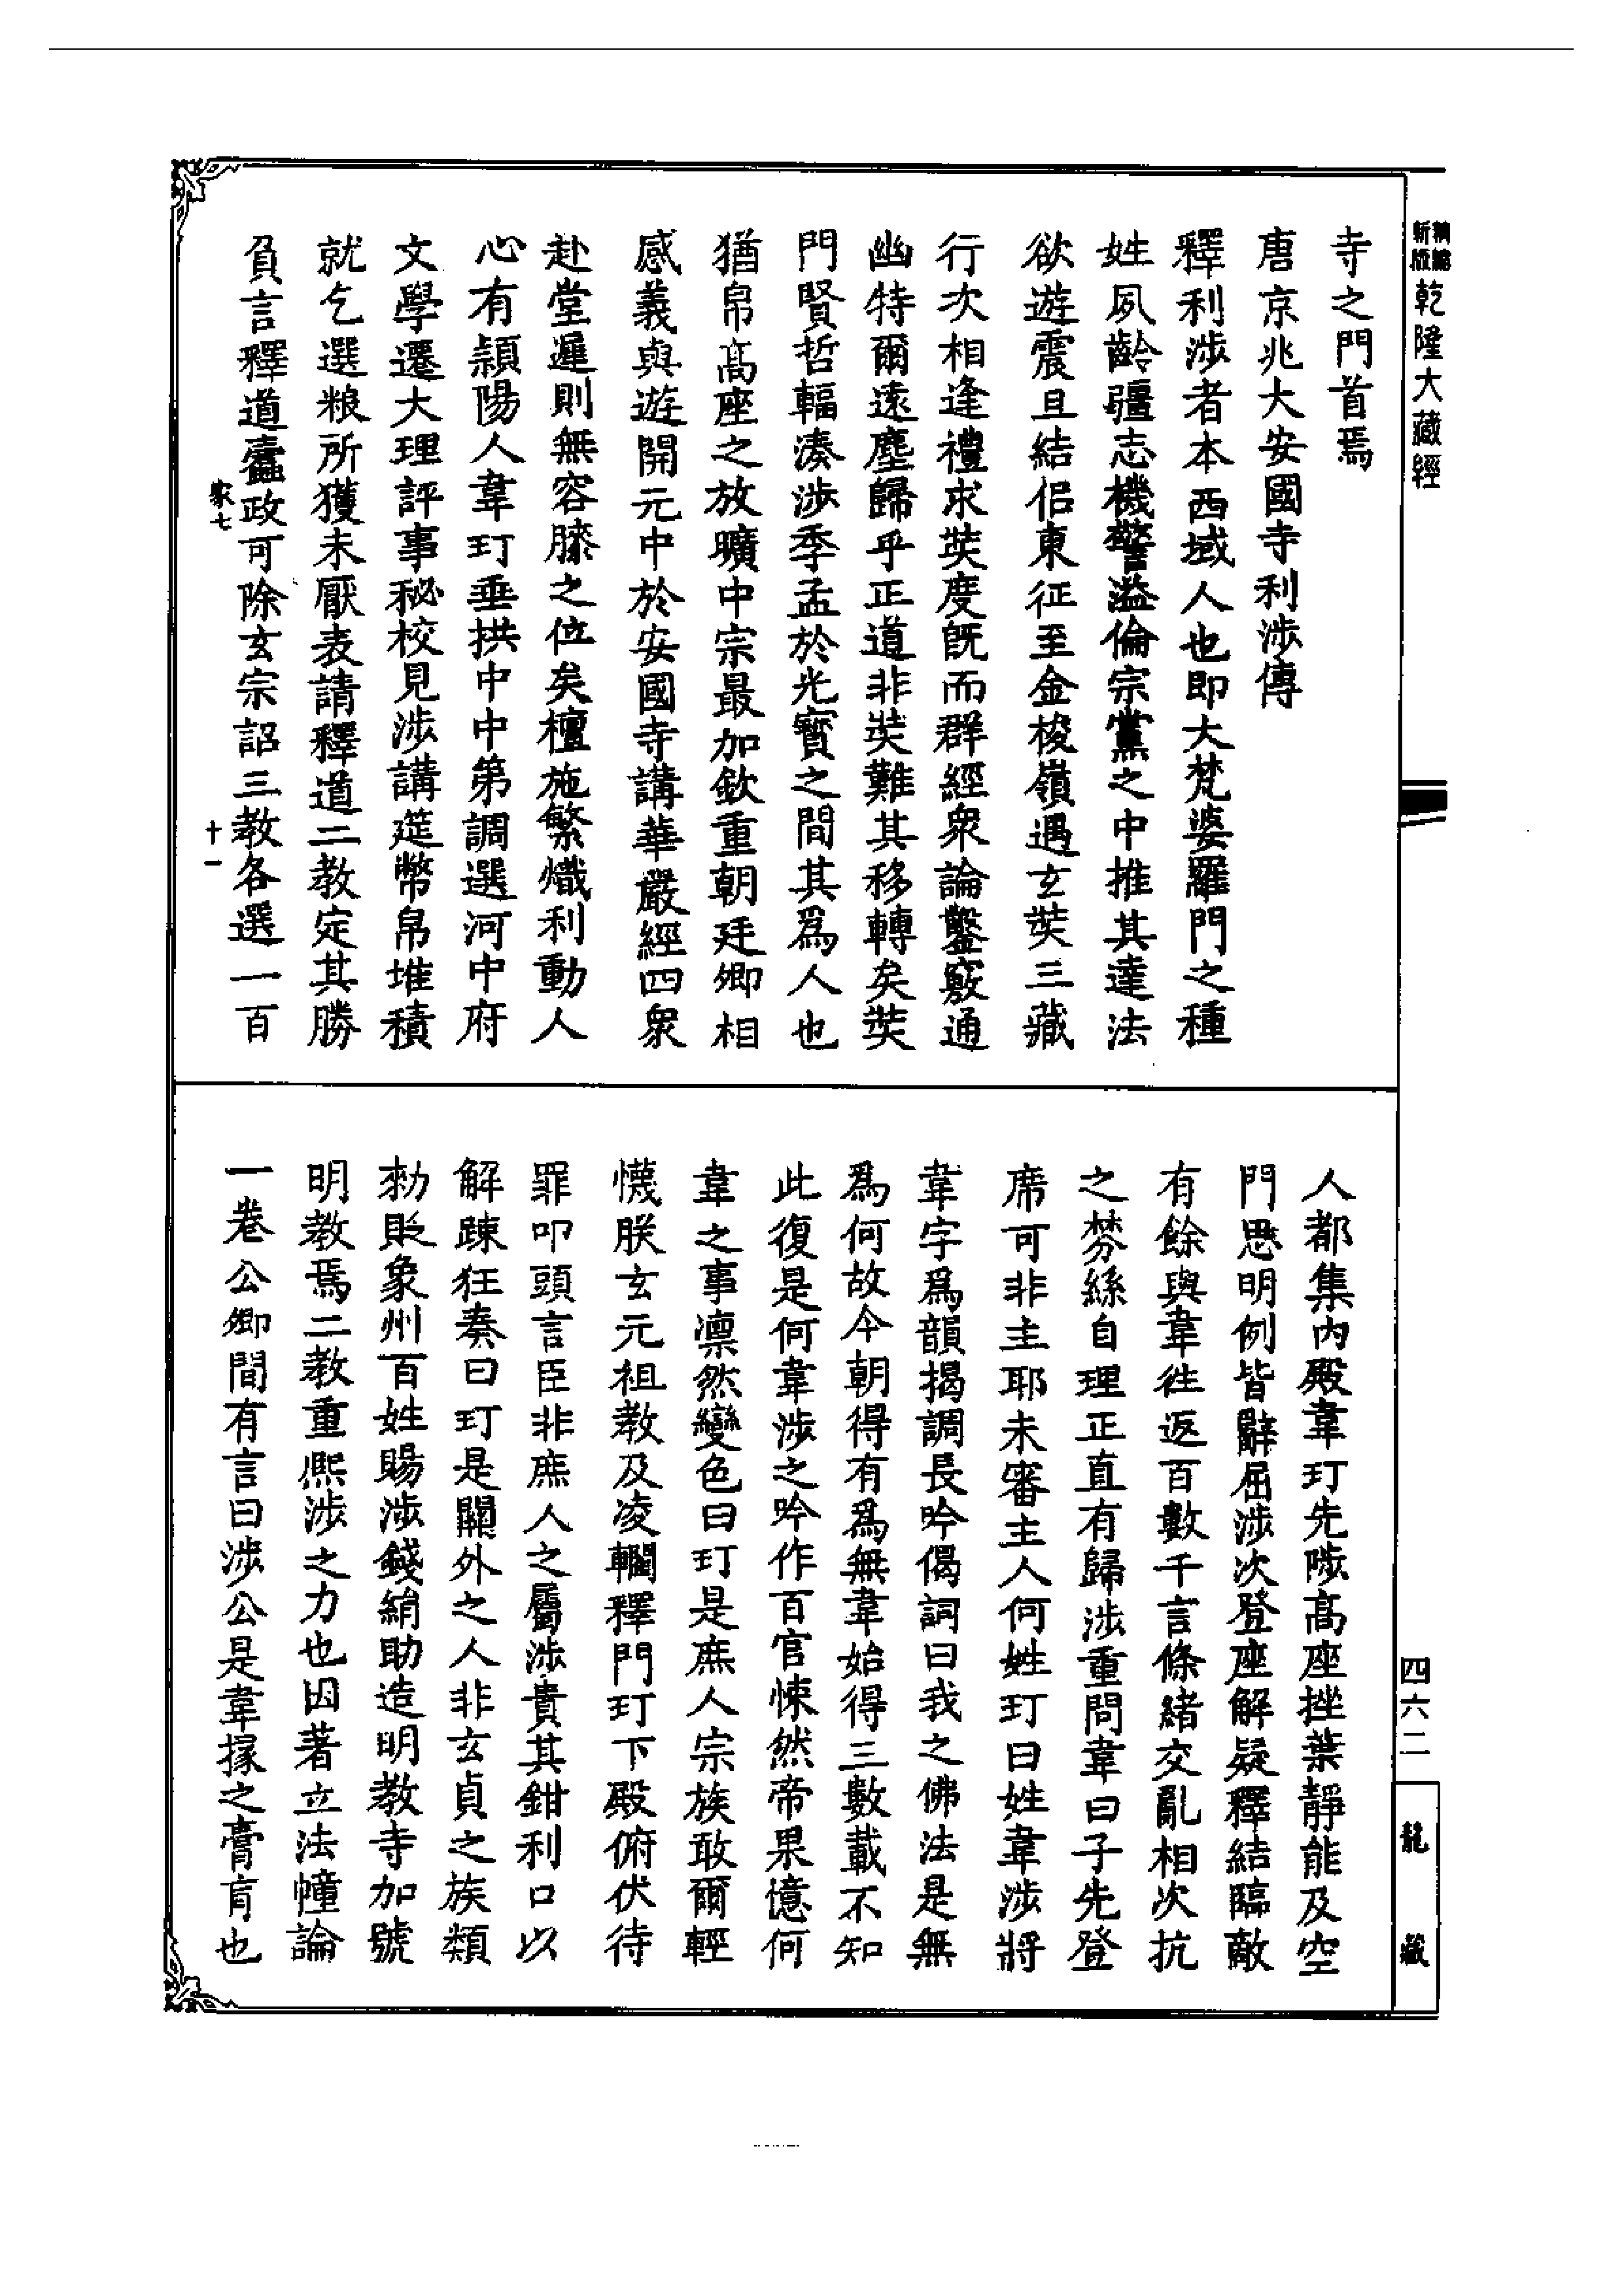 新版精縮乾隆大藏經
寺之門首焉
唐京兆大安國寺利涉傳
釋利涉者本西域人也即大梵婆羅門之種
姓夙齡彊志機警溢倫宗黨之中推其達法
欲遊震旦結侣東征至金梭嶺遇玄奘三藏
行次相逢禮求奘度既而群經衆論鑿竅通
幽特爾遠塵歸乎正道非奘難其移轉矣奘
門賢哲輻湊涉季孟於光寳之間其爲人也
猶帛髙座之放曠中宗最加欽重朝廷卿相
感義與遊開元中於安國寺講華嚴經四衆
赴堂遲則無容膝之位矣檀施繁熾利動人
心有頴陽人韋玎垂拱中中第調選河中府
文學遷大理評事秘校見涉講筵幣帛堆積
就乞選粮所獲未厭表請釋道二教定其勝
負言釋道蠧政可除玄宗詔三教各選一百
家七
十一
人都集内殿韋玎先陟髙座挫葉靜能及空
門思明例皆辭屈涉次登座解疑釋結臨敵
有餘與韋徃返百數千言條緒交亂相次抗
之棼絲自理正直有歸涉重問韋曰子先登
席可非主耶未審主人何姓玎曰姓韋涉將
韋字爲韻揭調長吟偈詞曰我之佛法是無
爲何故今朝得有爲無韋始得三數載不知
此復是何韋涉之吟作百官悚然帝果憶何
韋之事凛然變色曰玎是庶人宗族敢爾輕
懱朕玄元祖教及凌轥釋門玎下殿俯伏待
罪叩頭言臣非庶人之屬涉貴其鉗利口以
解踈狂奏曰玎是關外之人非玄貞之族類
勑貶象州百姓賜涉錢絹助造明教寺加號
明教焉二教重熈涉之力也因著立法幢論
一卷公卿間有言曰涉公是韋掾之膏肓也
四六二
龍藏